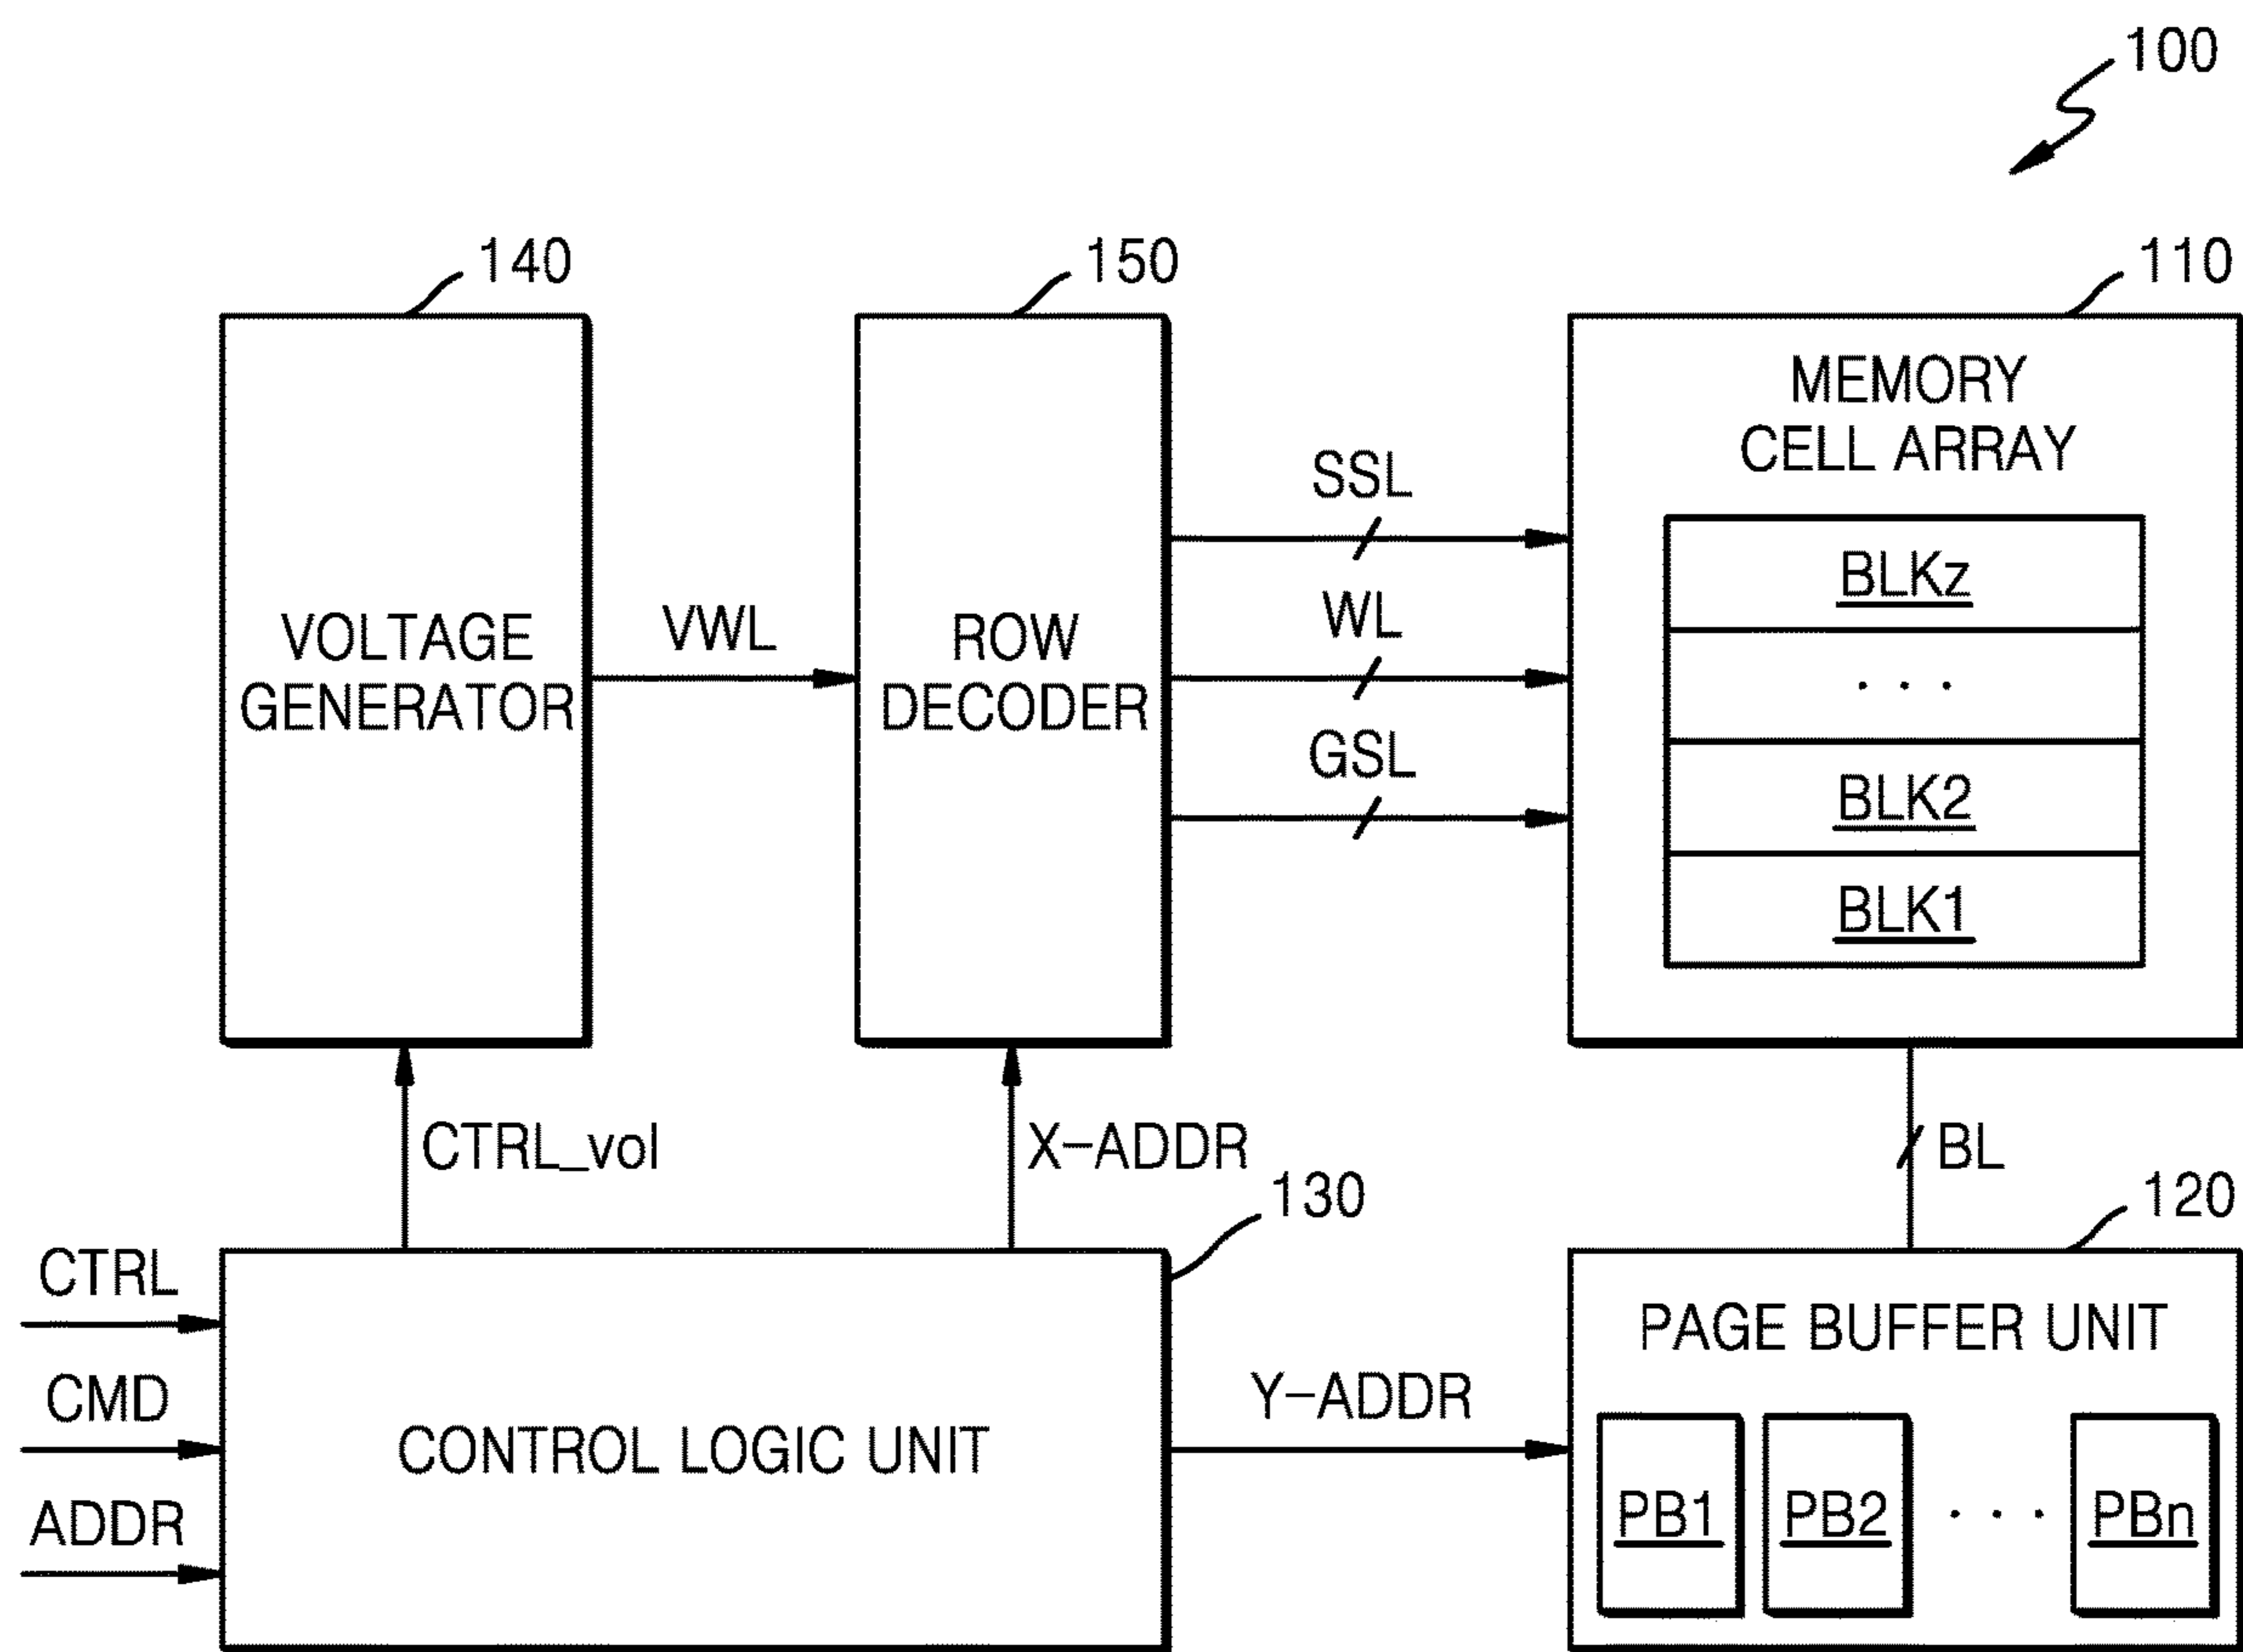 100
140
150
110
VOLTAGE
GENERATOR
VWL
ROW
DECODER
SSL
WL
GSL
MEMORY
CELL ARRAY
BLKz
. . .
BLK2
BLK1
CTRL_vol
X-ADDR
BL
130
120
CTRL
CMD
ADDR
CONTROL LOGIC UNIT
Y-ADDR
PAGE BUFFER UNIT
PB1 PB2 . . . PBn